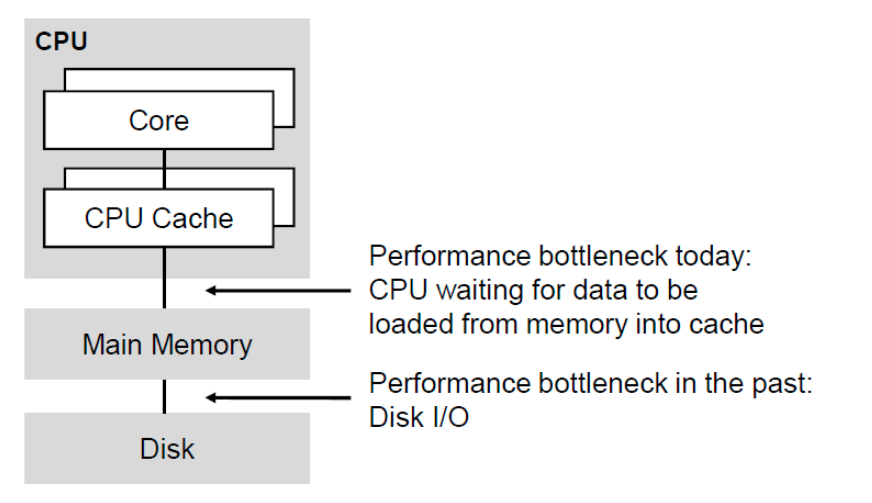 CPU
Core
CPU Cache
Performance bottleneck today:
CPU waiting for data to be
loaded from memory into cache
Main Memory
Performance bottleneck in the past:
Disk I/O
Disk